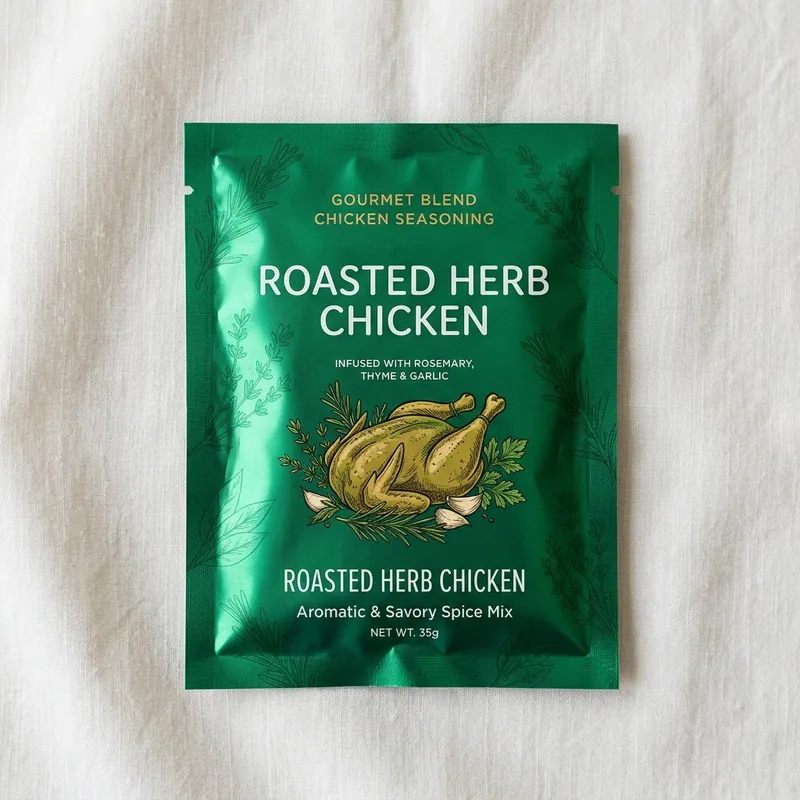 GOURMET BLEND
CHICKEN SEASONING
ROASTED HERB
CHICKEN
INFUSED WITH ROSEMARY,
THYME & GARLIC
ROASTED HERB CHICKEN
Aromatic & Savory Spice Mix
NET WT. 35g